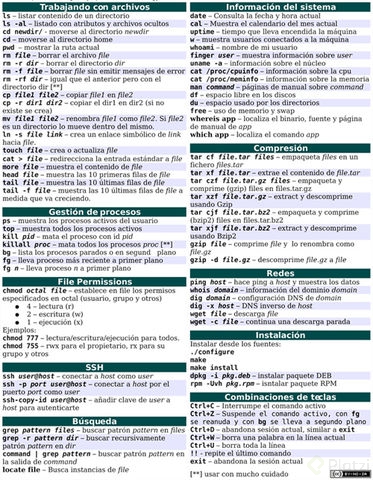 Trabajando con archivos
ls – listar contenido de un directorio
ls -al – listado con atributos y archivos ocultos
cd newdir/ - moverse al directorio newdir
cd – moverse al directorio home
pwd – mostrar la ruta actual
rm file – borrar el archivo file
rm -r dir – borrar el directorio dir
rm -f file – borrar file sin emitir mensajes de error
rm -rf dir – igual que el anterior pero con el
directorio dir [**]
cp file1 file2 – copiar file1 en file2
cp -r dir1 dir2 – copiar el dir1 en dir2 (si no
existe se crea)
mv file1 file2 – renombra file1 como file2. Si file2
es un directorio lo mueve dentro del mismo.
ln -s file link – crea un enlace simbólico de link
hacia file.
touch file – crea o actualiza file
cat > file – redirecciona la entrada estándar a file
more file – muestra el contenido de file
head file – muestra las 10 primeras filas de file
tail file – muestra las 10 últimas filas de file
tail -f file – muestra las 10 últimas filas de file a
medida que va creciendo.
Gestión de procesos
ps – muestra los procesos activos del usuario
top – muestra todos los procesos activos
kill pid – mata el proceso con id pid
killall proc – mata todos los procesos proc [**]
bg – lista los procesos parados o en segund plano
fg – lleva el proceso más reciente a primer plano
fg n – lleva proceso n a primer plano
File Permissions
chmod octal file – establece en file los permisos
especificados en octal (usuario, grupo y otros)
● 4 – lectura (r)
● 2 – escritura (w)
● 1 – ejecución (x)
Ejemplos:
chmod 777 – lectura/escritura/ejecución para todos.
chmod 755 – rwx para el propietario, rx para su
grupo y otros
SSH
ssh user@host – conectar a host como user
ssh -p port user@host – conectar a host por el
puerto port como user
ssh-copy-id user@host – añadir clave de user a
host para autenticarte
Búsqueda
grep pattern files – buscar patrón pattern en files
grep -r pattern dir – buscar recursivamente
patrón pattern en dir
command | grep pattern – buscar patrón pattern en
la salida de command
locate file – Busca instancias de file
Información del sistema
date – Consulta la fecha y hora actual
cal – Muestra el calendario del mes actual
uptime – tiempo que lleva encendida la máquina
w – muestra usuarios conectados a la máquina
whoami – nombre de mi usuario
finger user – muestra información sobre user
uname -a – información sobre el núcleo
cat /proc/cpuinfo – información sobre la cpu
cat /proc/meminfo – información sobre la memoria
man command – páginas de manual sobre command
df – espacio libre en los discos
du – espacio usado por los directorios
free – uso de memoria y swap
whereis app – localiza el binario, fuente y página
de manual de app
which app – localiza el comando app
Compresión
tar cf file.tar files – empaqueta files en un
fichero files.tar
tar xf file.tar – extrae el contenido de file.tar
tar czf file.tar.gz files – empaqueta y
comprime (gzip) files en files.tar.gz
tar xzf file.tar.gz – extract y descomprime
usando Gzip
tar cjf file.tar.bz2 – empaqueta y comprime
(bzip2) files en files.tar.bz2
tar xjf file.tar.bz2 – extract y descomprime
usando Bzip2
gzip file – comprime file y lo renombra como
file.gz
gzip -d file.gz – descomprime file.gz a file
Redes
ping host – hace ping a host y muestra los datos
whois domain – información del dominio domain
dig domain – configuración DNS de domain
dig -x host – DNS inverso de host
wget file – descarga file
wget -c file – continua una descarga parada
Instalación
Instalar desde los fuentes:
./configure
make
make install
dpkg -i pkg.deb – instalar paquete DEB
rpm -Uvh pkg.rpm – instalar paquete RPM
Combinaciones de teclas
Ctrl+C – interrumpe el comando activo
Ctrl+Z – Suspende el comando activo, con fg
se reanuda y con bg se lleva a segundo plano
Ctrl+D – abandona sesión actual, similar a exit
Ctrl+W – borra una palabra en la línea actual
Ctrl+U – borra toda la línea
!! - repite el último comando
exit – abandona la sesión actual
[**] usar con mucho cuidado
Platzi